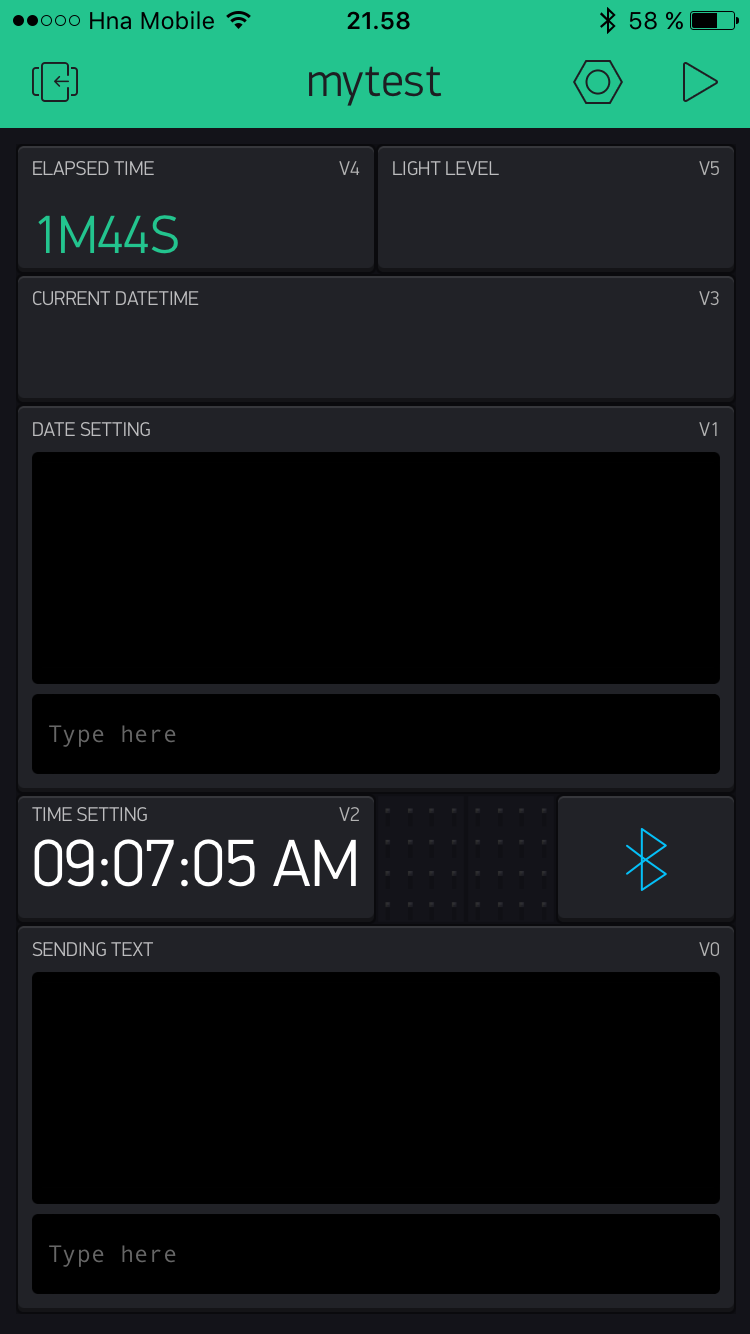 Hna Mobile 21.58 58 %
mytest
ELAPSED TIME V4 LIGHT LEVEL V5
1M44S
CURRENT DATETIME V3
DATE SETTING V1
Type here
TIME SETTING V2
09:07:05 AM
SENDING TEXT V0
Type here